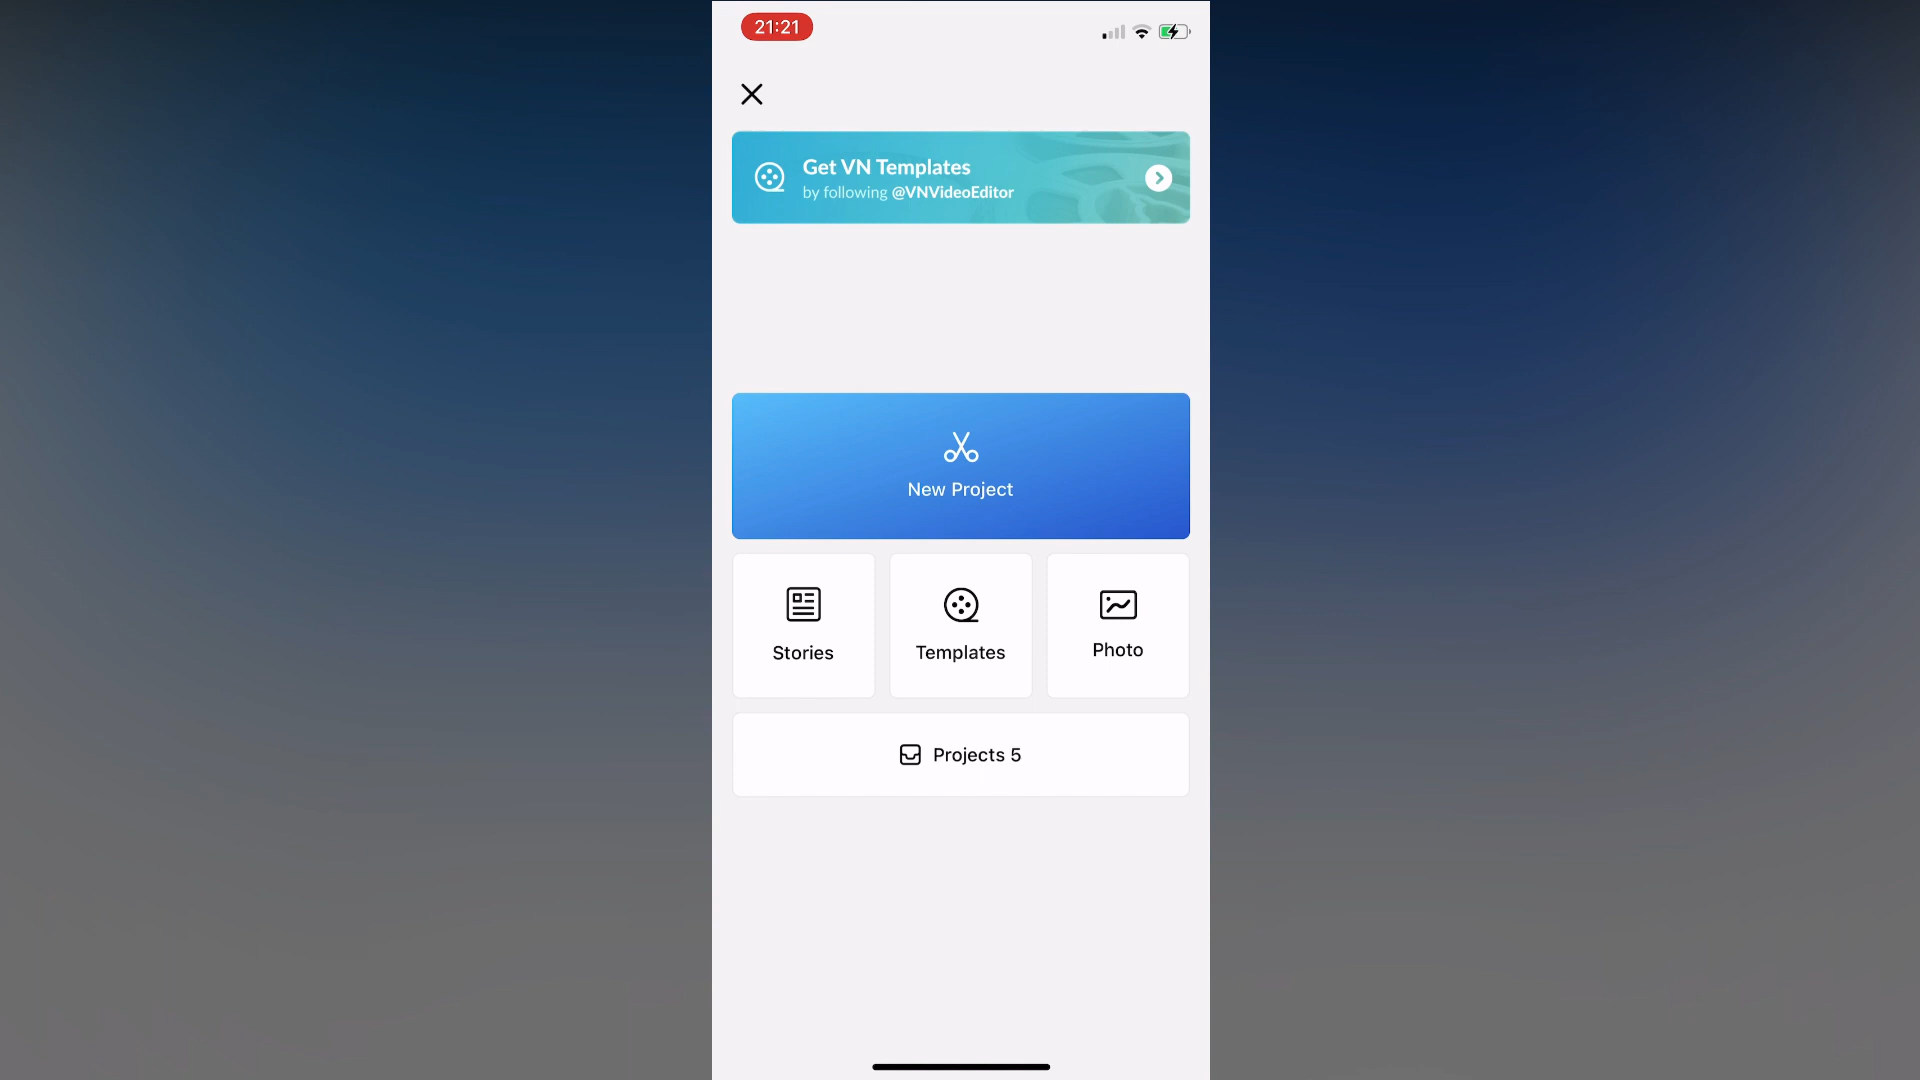 21:21
Get VN Templates
by following @VNVideoEditor
New Project
Stories
Templates
Photo
Projects 5